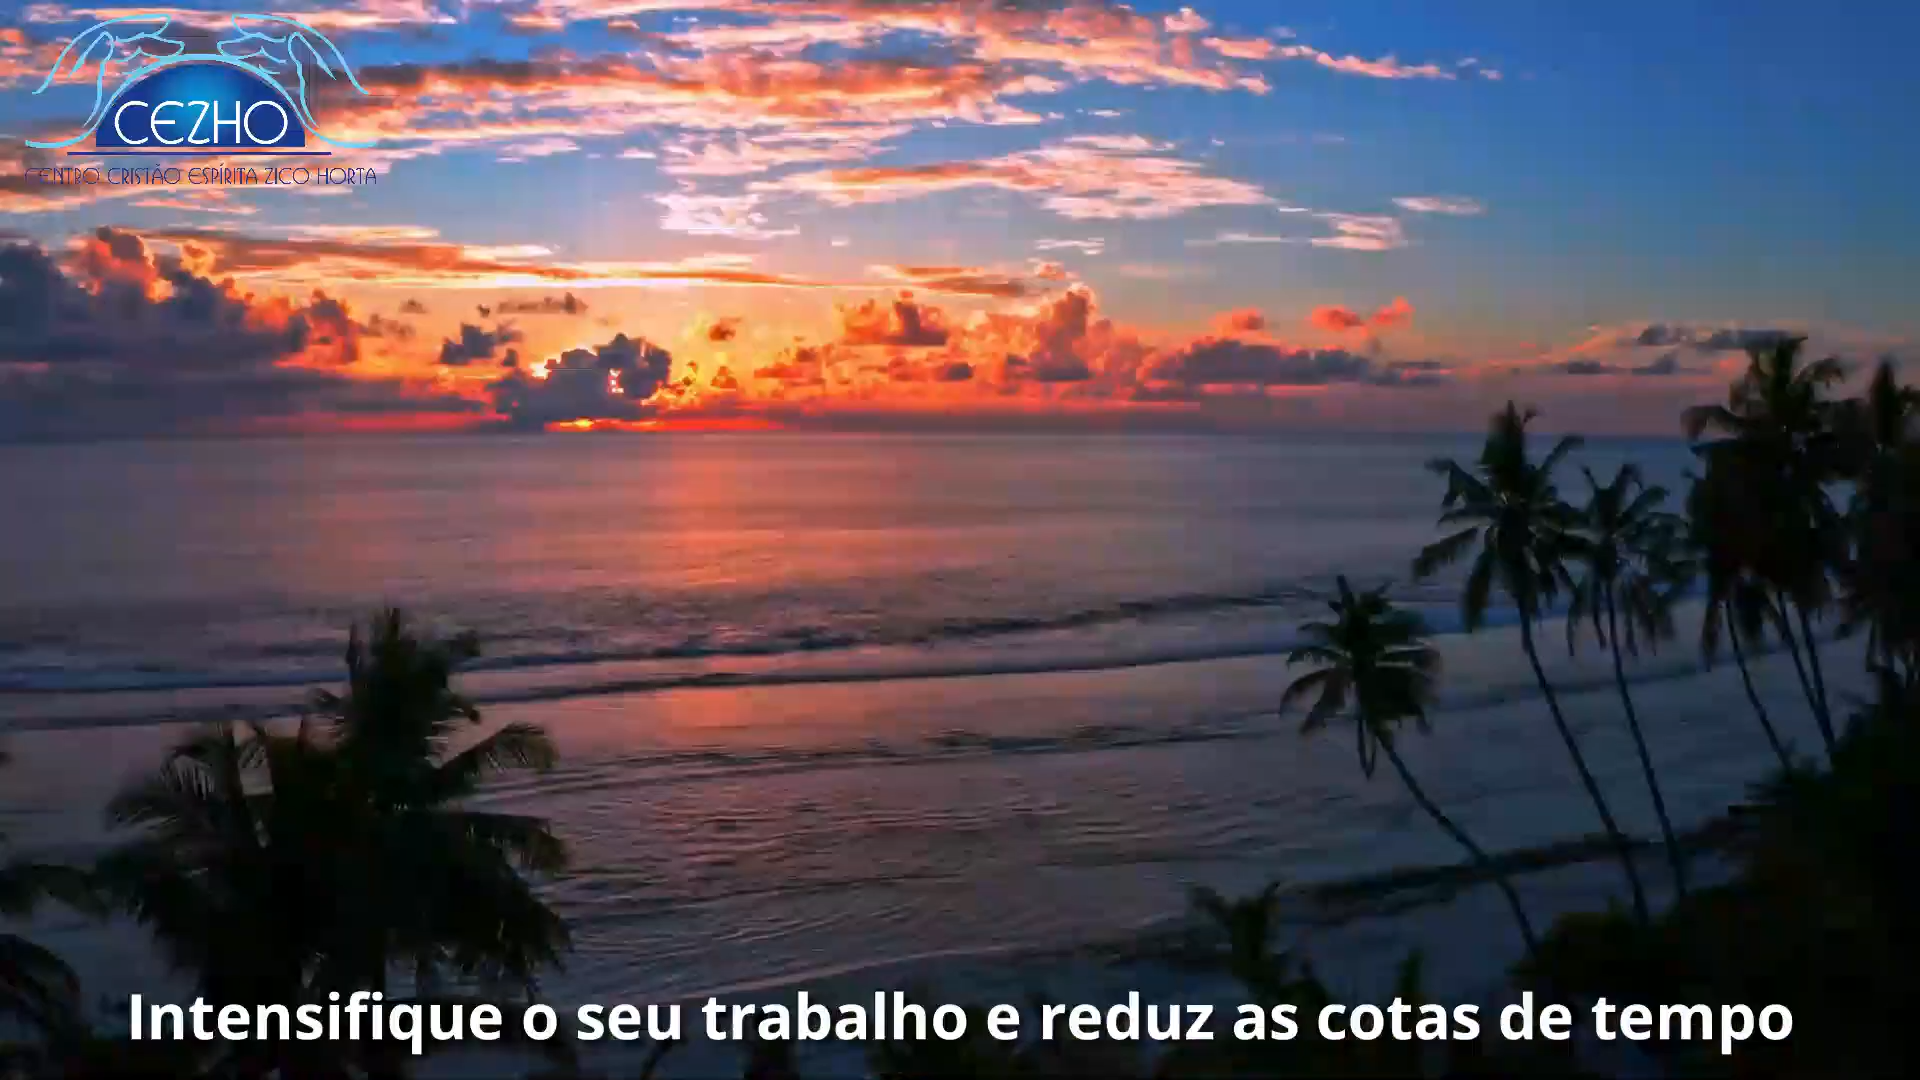 CEZHO
CENTRO CRISTÃO ESPÍRITA ZICO HORTA
Intensifique o seu trabalho e reduz as cotas de tempo